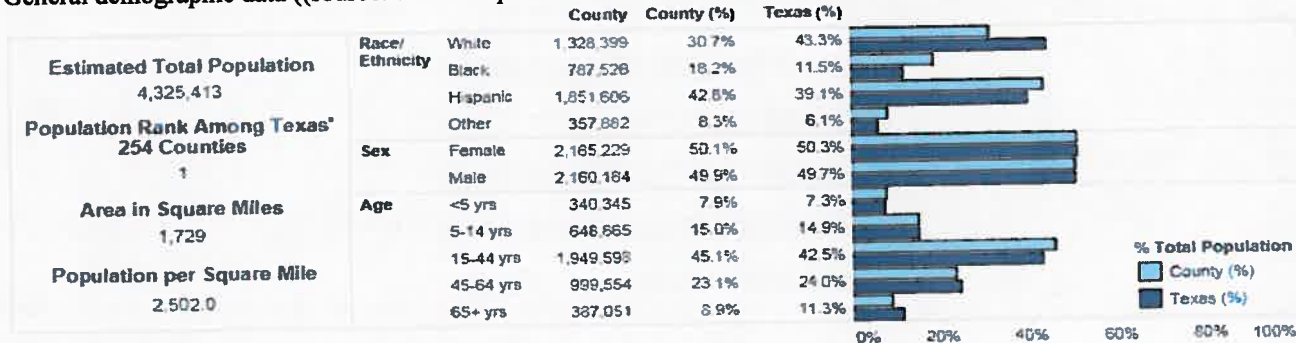 General demographic data
County County (%) Texas (%)
Estimated Total Population
4,325,413
Population Rank Among Texas'
254 Counties
1
Area in Square Miles
1,729
Population per Square Mile
2,502.0
Race/ White 1,328,399 30.7% 43.3%
Ethnicity
Black 787,526 18.2% 11.5%
Hispanic 1,851,606 42.8% 39.1%
Other 357,882 8.3% 6.1%
Sex Female 2,165,229 50.1% 50.3%
Male 2,160,184 49.9% 49.7%
Age <5 yrs 340,345 7.9% 7.3%
5-14 yrs 648,865 15.0% 14.9%
15-44 yrs 1,949,598 45.1% 42.5%
45-64 yrs 999,554 23.1% 24.0%
65+ yrs 387,051 8.9% 11.3%
% Total Population
County (%)
Texas (%)
0% 20% 40% 60% 80% 100%